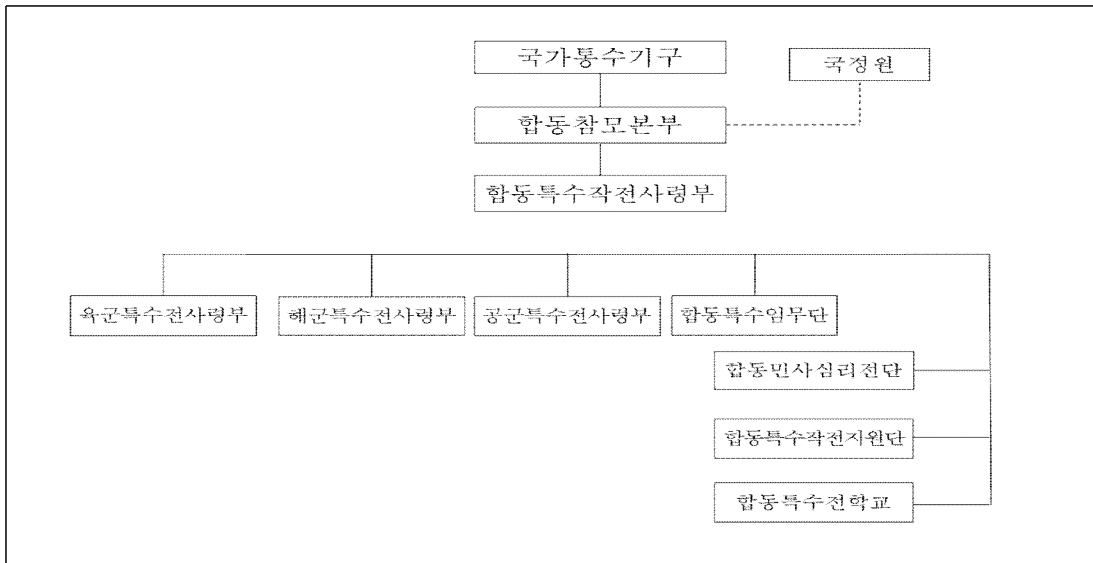 국가통수기구
국정원
합동참모본부
합동특수작전사령부
육군특수전사령부
해군특수전사령부
공군특수전사령부
합동특수임무단
합동민사심리전단
합동특수작전지원단
합동특수전학교